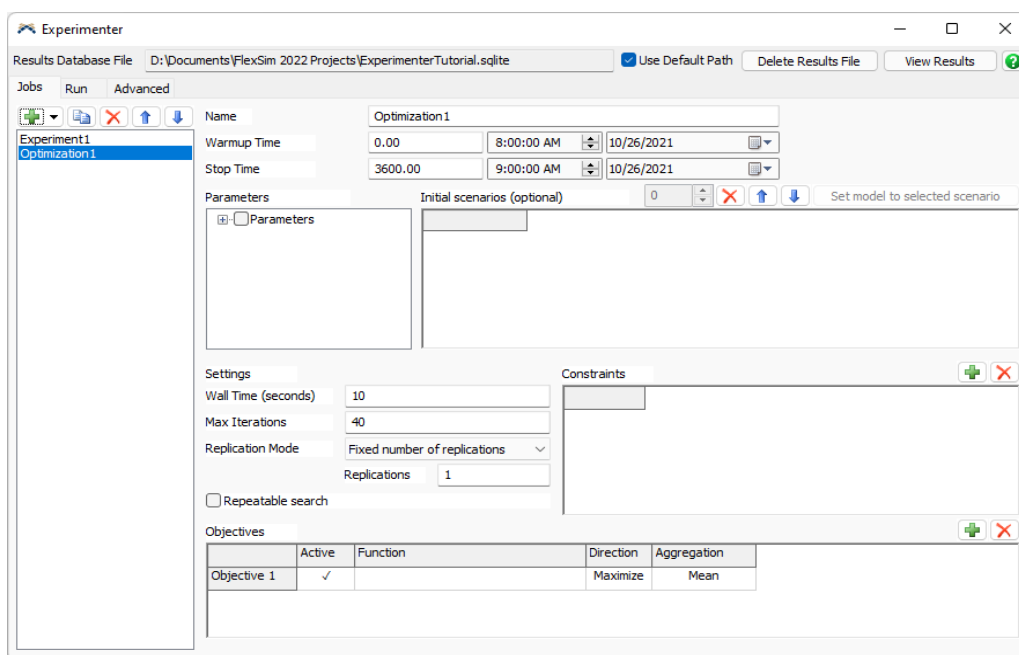 Experimenter
Results Database File D:\Documents\FlexSim 2022 Projects\ExperimenterTutorial.sqlite Use Default Path Delete Results File View Results ?
Jobs Run Advanced
Name Optimization1
Experiment1
Optimization1
Warmup Time 0.00 8:00:00 AM 10/26/2021
Stop Time 3600.00 9:00:00 AM 10/26/2021
Parameters Initial scenarios (optional) 0 Set model to selected scenario
Parameters
Settings Constraints
Wall Time (seconds) 10
Max Iterations 40
Replication Mode Fixed number of replications
Replications 1
Repeatable search
Objectives
Active Function Direction Aggregation
Objective 1 ✓ Maximize Mean